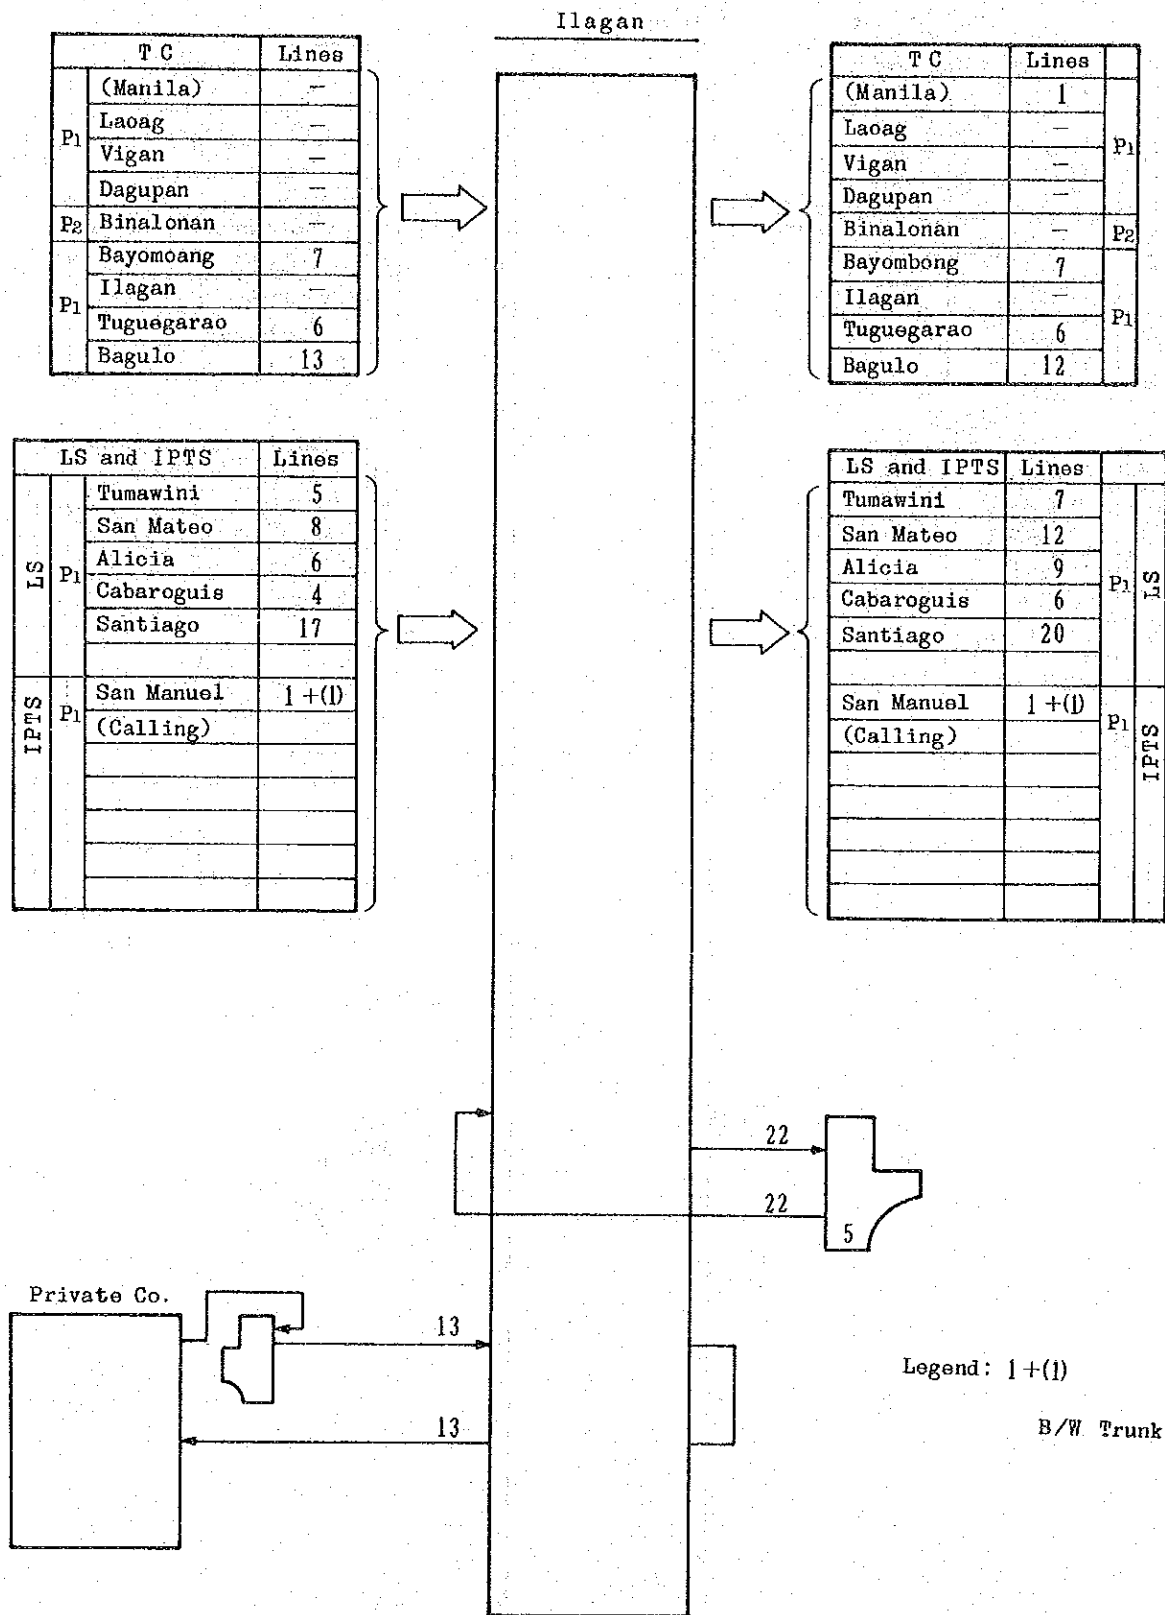 Ilagan
TC Lines
P1 (Manila) —
Laoag —
Vigan —
Dagupan —
P2 Binalonan —
P1 Bayomoang 7
Ilagan —
Tuguegarao 6
Bagulo 13
TC Lines
(Manila) 1 P1
Laoag —
Vigan —
Dagupan —
Binalonan — P2
Bayombong 7 P1
Ilagan —
Tuguegarao 6
Bagulo 12
LS and IPTS Lines
LS P1 Tumawini 5
San Mateo 8
Alicia 6
Cabaroguis 4
Santiago 17
IPTS P1 San Manuel 1+(1)
(Calling)
LS and IPTS Lines
Tumawini 7 P1 LS
San Mateo 12
Alicia 9
Cabaroguis 6
Santiago 20
San Manuel 1+(1) P1 IPTS
(Calling)
22
22
5
Private Co.
13
13
Legend: 1+(1)
B/W Trunk